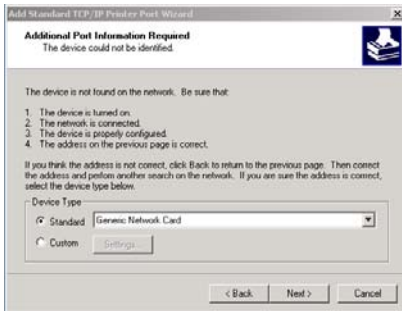 Add Standard TCP/IP Printer Port Wizard
Additional Port Information Required
The device could not be identified.
The device is not found on the network. Be sure that:
1. The device is turned on.
2. The network is connected.
3. The device is properly configured.
4. The address on the previous page is correct.
If you think the address is not correct, click Back to return to the previous page. Then correct
the address and perform another search on the network. If you are sure the address is correct,
select the device type below.
Device Type
Standard Generic Network Card
Custom Settings...
< Back Next > Cancel